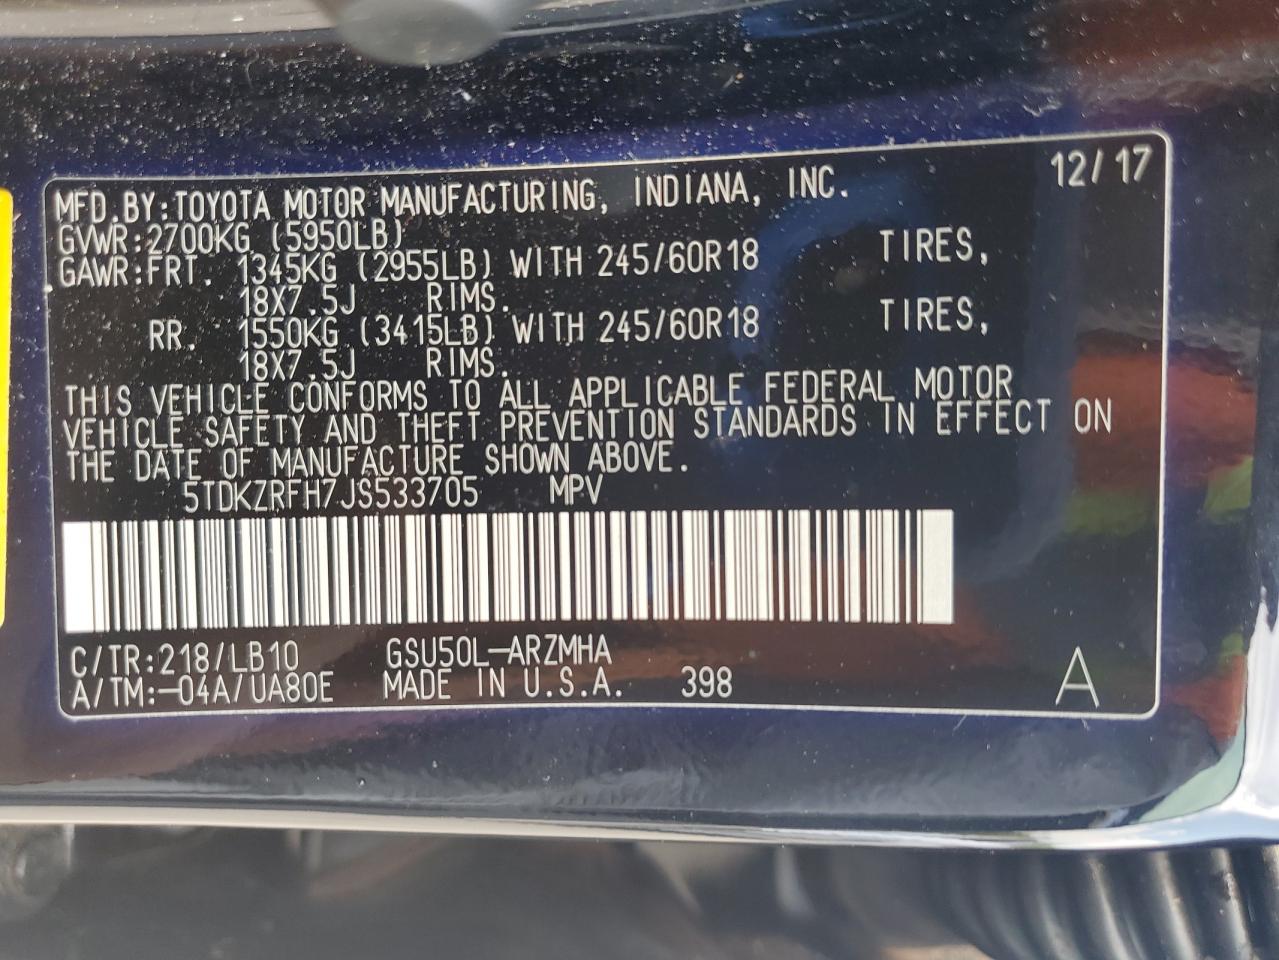 12/17
MFD.BY:TOYOTA MOTOR MANUFACTURING, INDIANA, INC.
GVWR:2700KG (5950LB)
GAWR:FRT. 1345KG (2955LB) WITH 245/60R18 TIRES,
18X7.5J RIMS.
RR. 1550KG (3415LB) WITH 245/60R18 TIRES,
18X7.5J RIMS.
THIS VEHICLE CONFORMS TO ALL APPLICABLE FEDERAL MOTOR
VEHICLE SAFETY AND THEFT PREVENTION STANDARDS IN EFFECT ON
THE DATE OF MANUFACTURE SHOWN ABOVE.
5TDKZRFH7JS533705 MPV
C/TR:218/LB10 GSU50L-ARZMHA
A/TM:-04A/UA80E MADE IN U.S.A. 398 A